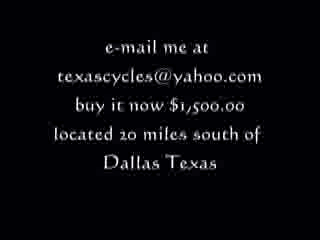 e-mail me at
texascycles@yahoo.com
buy it now $1,500.00
located 20 miles south of
Dallas Texas